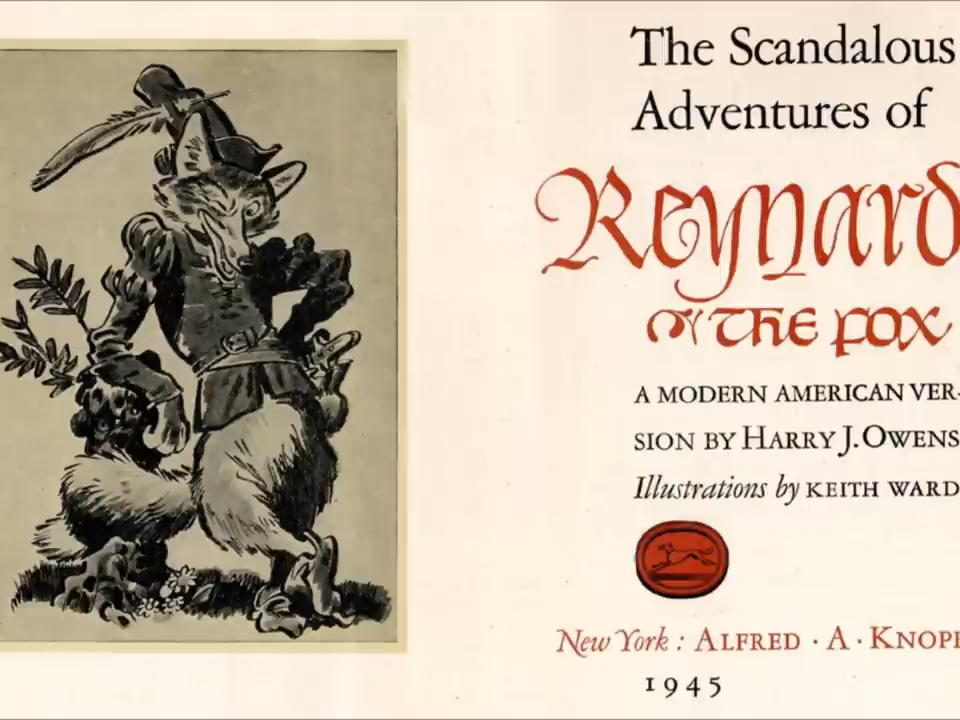 The Scandalous
Adventures of
Reynard
THE FOX
A MODERN AMERICAN VER-
SION BY HARRY J. OWENS
Illustrations by KEITH WARD
New York : ALFRED · A · KNOPF
1945